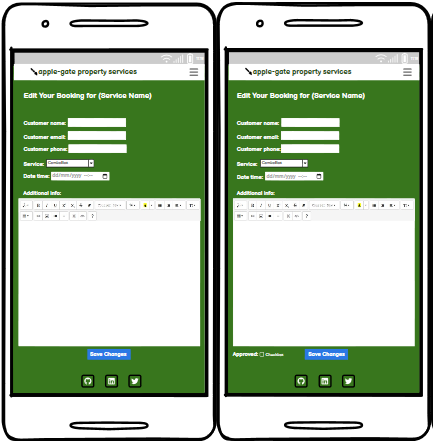 apple-gate property services
Edit Your Booking for (Service Name)
Customer name:
Customer email:
Customer phone:
Service: ComboBox
Date time: dd/mm/yyyy --:--
Additional info:
Save Changes
apple-gate property services
Edit Your Booking for (Service Name)
Customer name:
Customer email:
Customer phone:
Service: ComboBox
Date time: dd/mm/yyyy --:--
Additional info:
Approved: Checkbox Save Changes